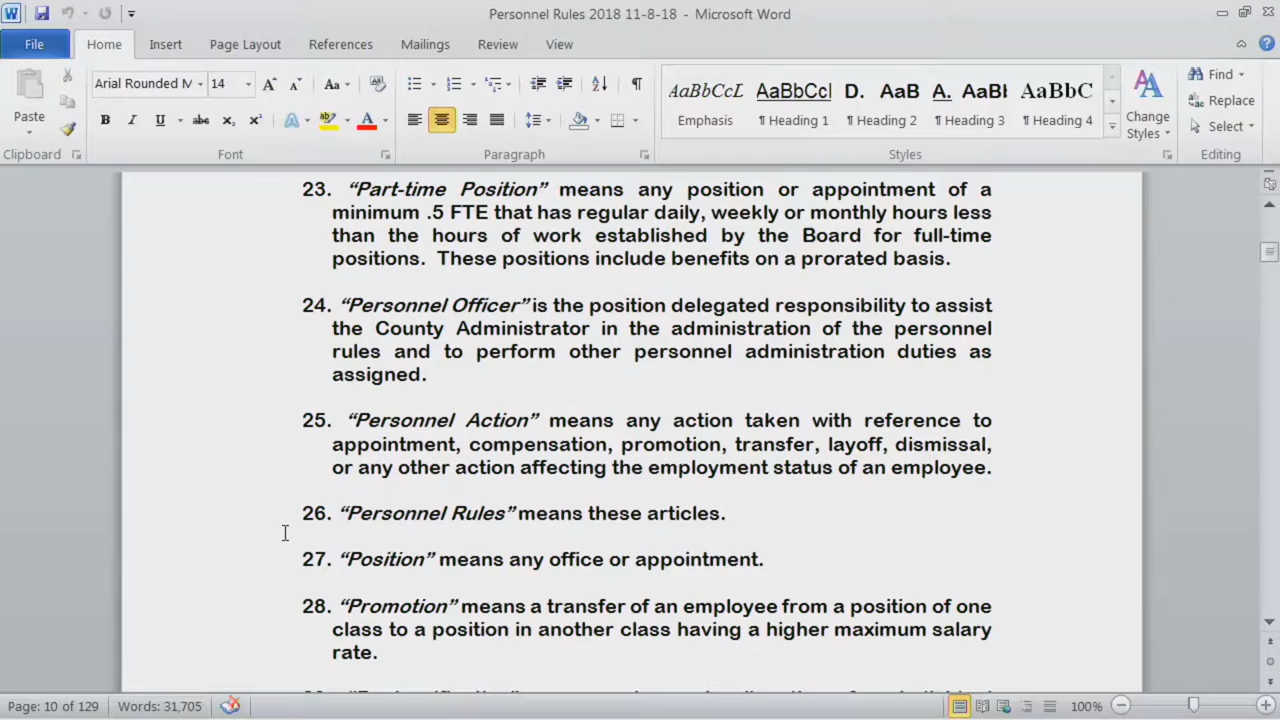 Personnel Rules 2018 11-8-18 - Microsoft Word
File Home Insert Page Layout References Mailings Review View
Arial Rounded M 14
Paste
AaBbCcL AaBbCcI D. AaB A. AaBl AaBbC
Emphasis ¶ Heading 1 ¶ Heading 2 ¶ Heading 3 ¶ Heading 4
Change Styles
Find
Replace
Select
Clipboard Font Paragraph Styles Editing
23. “Part-time Position” means any position or appointment of a
minimum .5 FTE that has regular daily, weekly or monthly hours less
than the hours of work established by the Board for full-time
positions. These positions include benefits on a prorated basis.
24. “Personnel Officer” is the position delegated responsibility to assist
the County Administrator in the administration of the personnel
rules and to perform other personnel administration duties as
assigned.
25. “Personnel Action” means any action taken with reference to
appointment, compensation, promotion, transfer, layoff, dismissal,
or any other action affecting the employment status of an employee.
26. “Personnel Rules” means these articles.
27. “Position” means any office or appointment.
28. “Promotion” means a transfer of an employee from a position of one
class to a position in another class having a higher maximum salary
rate.
Page: 10 of 129 Words: 31,705 100%